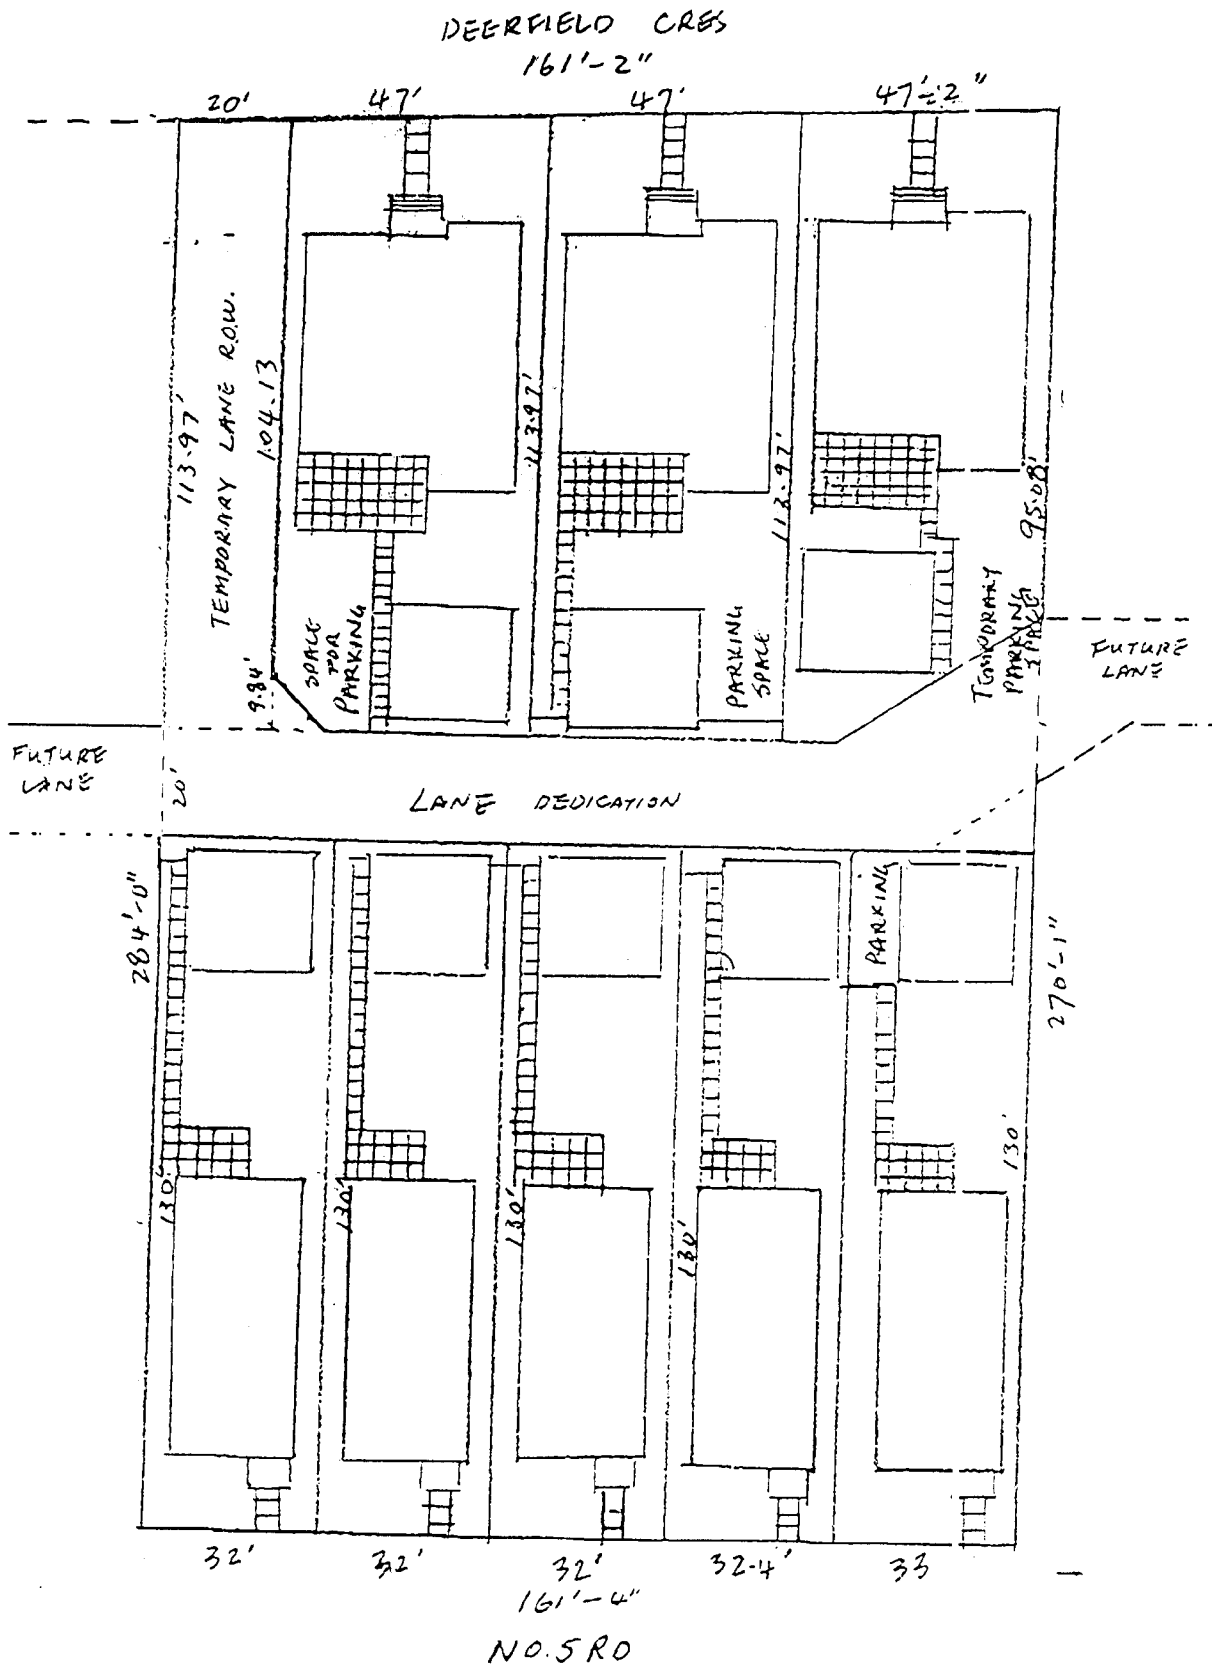 DEERFIELD CRES
161'-2"
20'
47'
47'
47'-2"
113.97'
TEMPORARY LANE R.O.W.
104.13
113.97'
113.97'
95.08'
9.84'
SPACE
FOR
PARKING
PARKING
SPACE
TEMPORARY
PARKING
SPACE
FUTURE
LANE
FUTURE
LANE
20'
LANE DEDICATION
284'-0"
PARKING
270'-1"
130'
130'
130'
130'
130'
32'
32'
32'
32.4'
33
161'-4"
NO. 5 RD